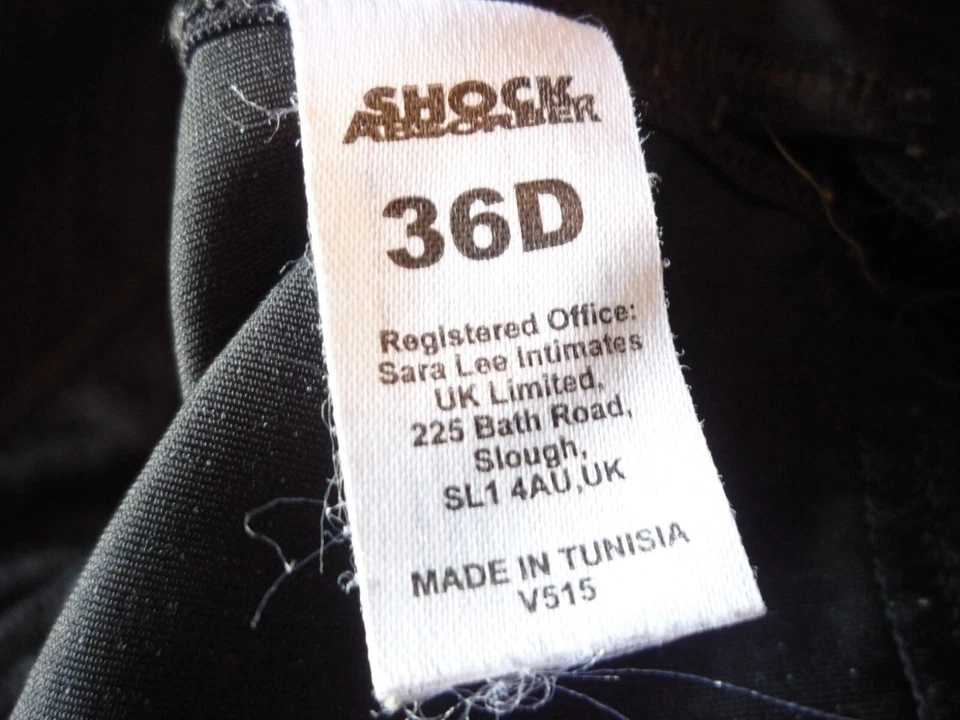 SHOCK
ABSORBER
36D
Registered Office:
Sara Lee Intimates
UK Limited,
225 Bath Road,
Slough,
SL1 4AU,UK
MADE IN TUNISIA
V515